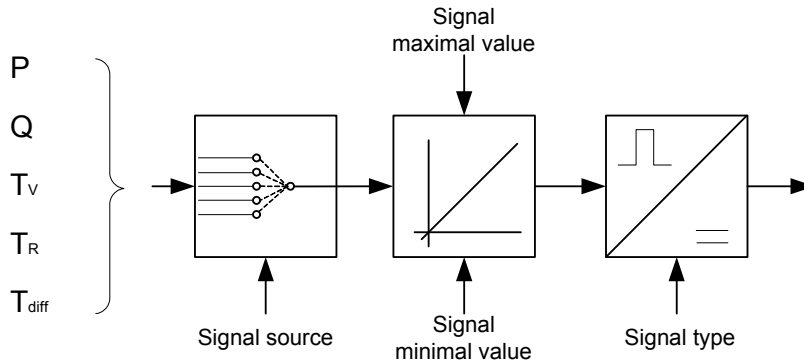 P
Q
TV
TR
Tdiff
Signal
maximal value
Signal source
Signal
minimal value
Signal type